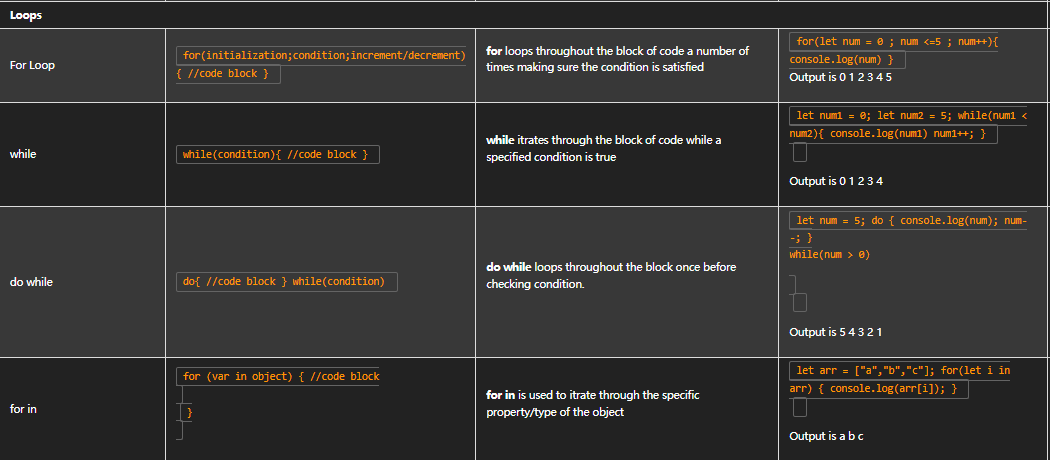 Loops
For Loop
for(initialization;condition;increment/decrement)
{ //code block }
for loops throughout the block of code a number of
times making sure the condition is satisfied
for(let num = 0 ; num <=5 ; num++){
console.log(num) }
Output is 0 1 2 3 4 5
while
while(condition){ //code block }
while itrates through the block of code while a
specified condition is true
let num1 = 0; let num2 = 5; while(num1 <
num2){ console.log(num1) num1++; }
Output is 0 1 2 3 4
do while
do{ //code block } while(condition)
do while loops throughout the block once before
checking condition.
let num = 5; do { console.log(num); num-
-; }
while(num > 0)
Output is 5 4 3 2 1
for in
for (var in object) { //code block
}
for in is used to itrate through the specific
property/type of the object
let arr = ["a","b","c"]; for(let i in
arr) { console.log(arr[i]); }
Output is a b c